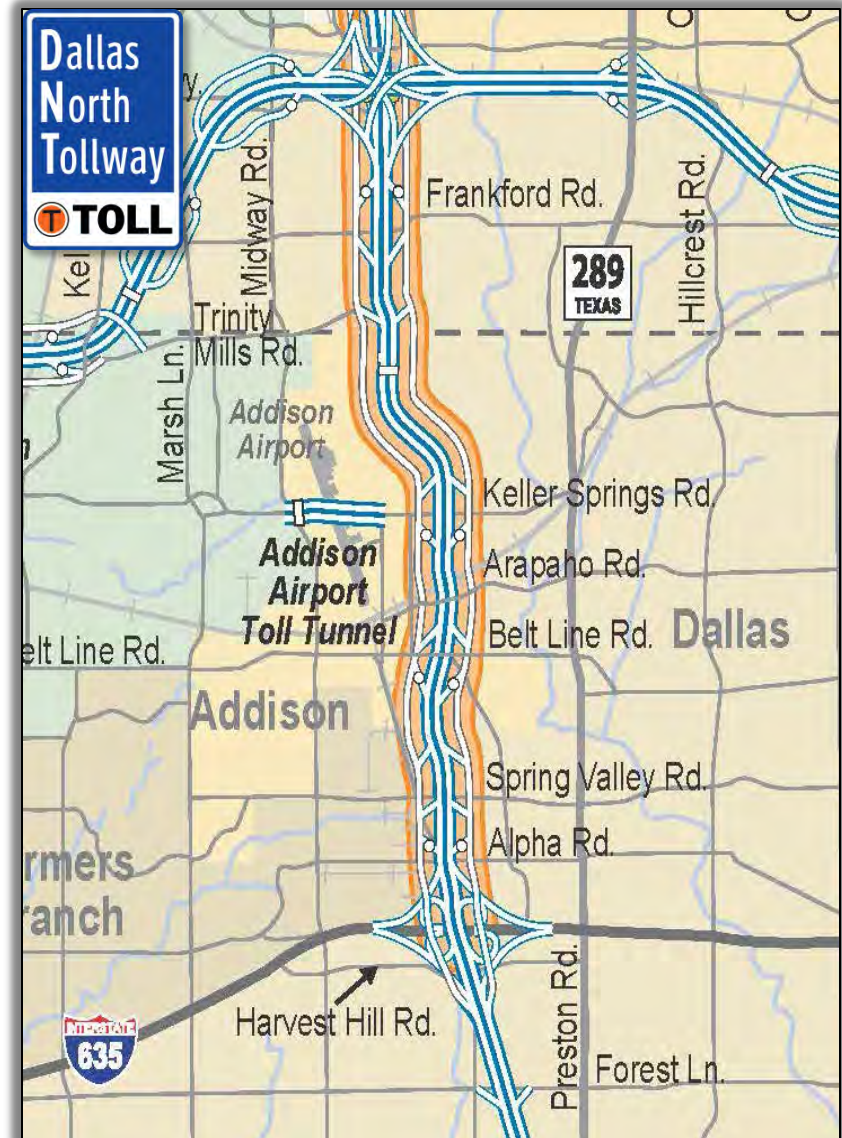 Dallas
North
Tollway
T TOLL
y.
Midway Rd.
Frankford Rd.
Hillcrest Rd.
289
TEXAS
Kel
Trinity
Mills Rd.
Marsh Ln.
Addison
Airport
Keller Springs Rd.
Addison
Airport
Toll Tunnel
Arapaho Rd.
Belt Line Rd.
Dallas
elt Line Rd.
Addison
Spring Valley Rd.
Alpha Rd.
rmers
ranch
Harvest Hill Rd.
Preston Rd.
INTERSTATE
635
Forest Ln.